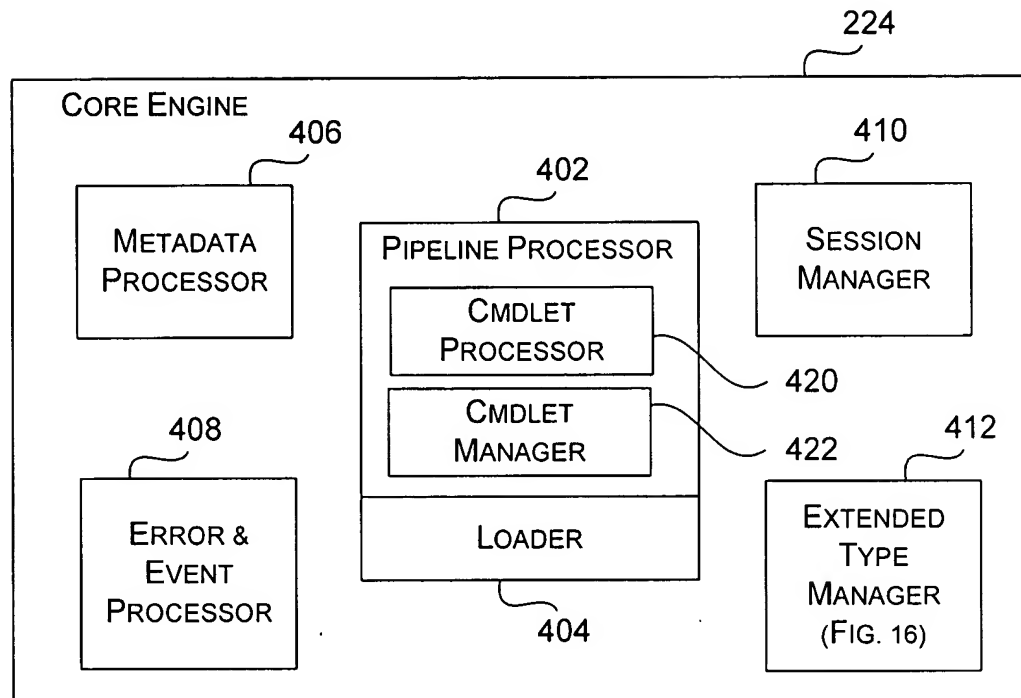 224
CORE ENGINE
406
METADATA
PROCESSOR
402
PIPELINE PROCESSOR
CMDLET
PROCESSOR
420
CMDLET
MANAGER
422
LOADER
404
410
SESSION
MANAGER
408
ERROR &
EVENT
PROCESSOR
412
EXTENDED
TYPE
MANAGER
(FIG. 16)